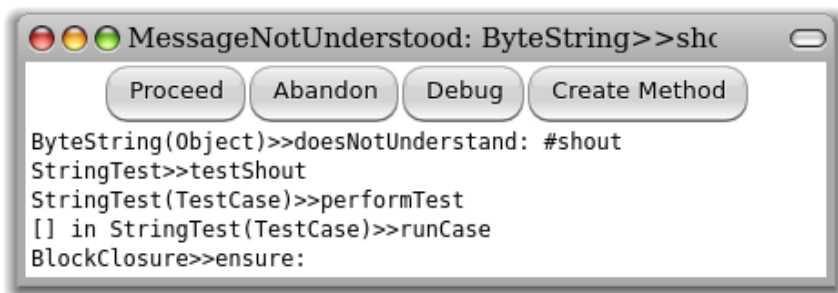 MessageNotUnderstood: ByteString>>sho
Proceed Abandon Debug Create Method
ByteString(Object)>>doesNotUnderstand: #shout
StringTest>>testShout
StringTest(TestCase)>>performTest
[] in StringTest(TestCase)>>runCase
BlockClosure>>ensure: